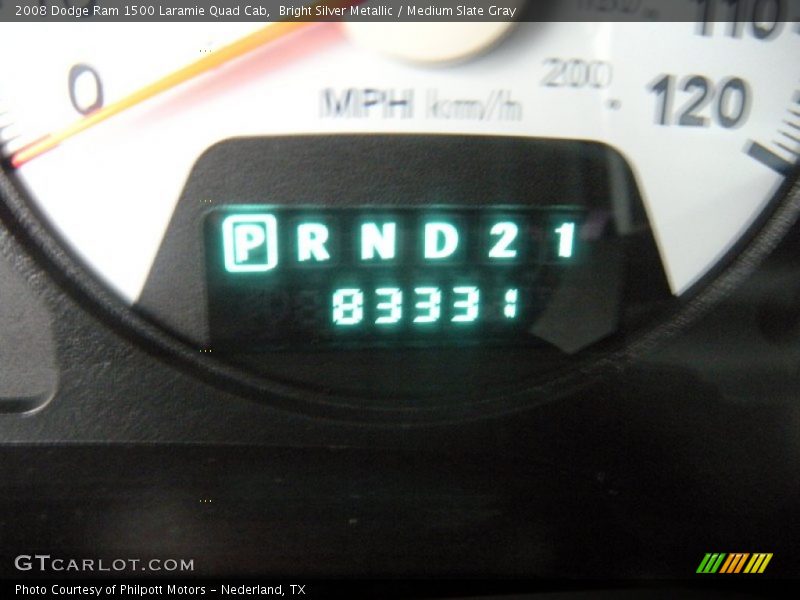 2008 Dodge Ram 1500 Laramie Quad Cab, Bright Silver Metallic / Medium Slate Gray
110
0
MPH km/h
200
120
P R N D 2 1
83331
GTCARLOT.COM
Photo Courtesy of Philpott Motors - Nederland, TX